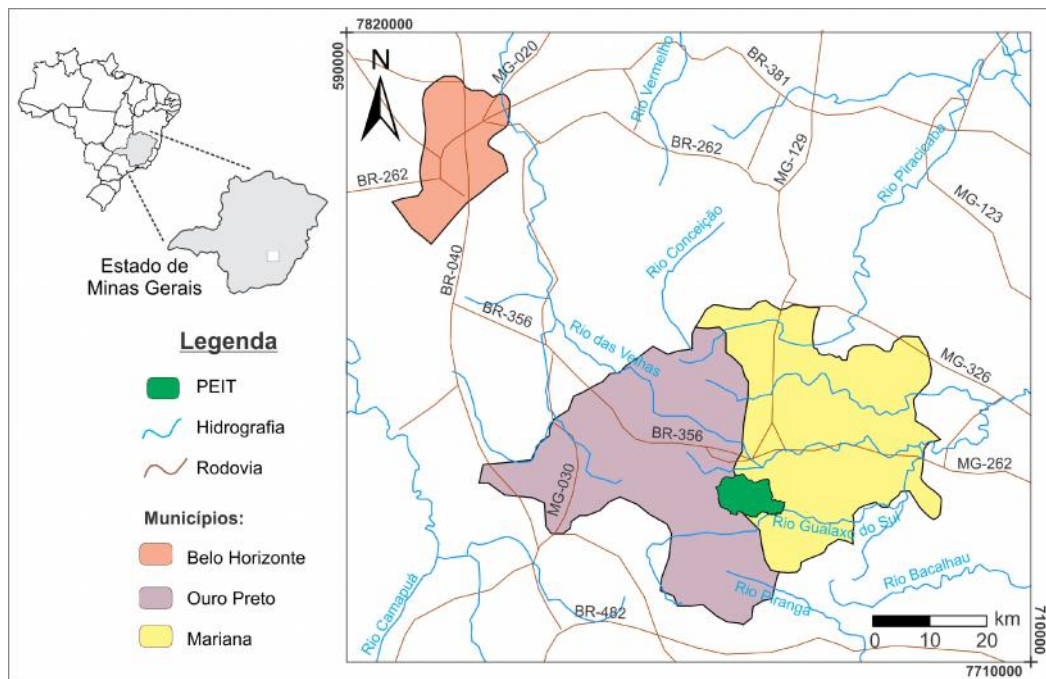 7820000
590000
N
MG-020
BR-381
Rio Vermelho
BR-262
MG-129
Rio Piracicaba
MG-123
BR-262
Rio Conceição
BR-040
BR-356
Rio das Velhas
MG-326
BR-356
MG-262
MG-030
Rio Gualaxo do Sul
Rio Bacalhau
Rio Piranga
BR-482
Rio Camapuá
km
0 10 20
710000
7710000
Estado de
Minas Gerais
Legenda
PEIT
Hidrografia
Rodovia
Municípios:
Belo Horizonte
Ouro Preto
Mariana